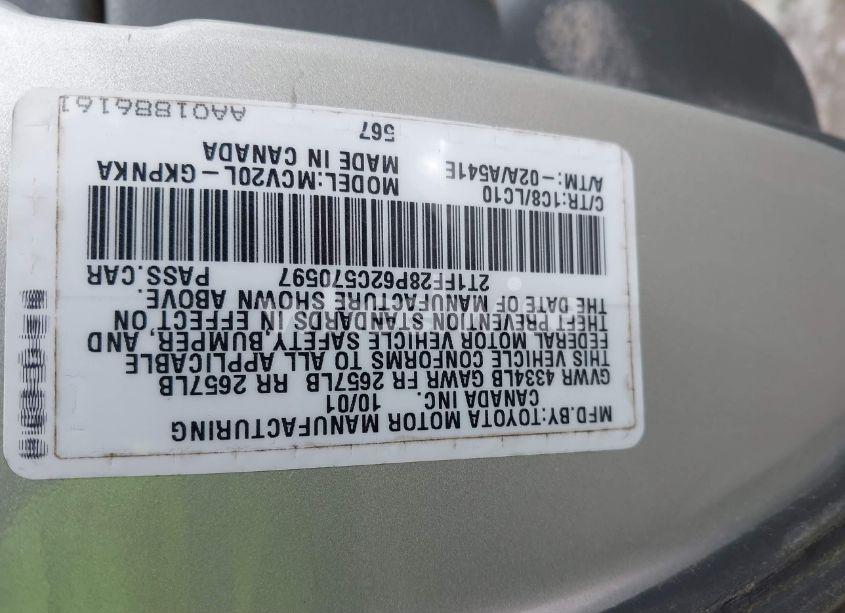 MFD.BY:TOYOTA MOTOR MANUFACTURING
CANADA INC. 10/01
GVWR 4334LB GAWR FR 2657LB RR 2657LB
THIS VEHICLE CONFORMS TO ALL APPLICABLE
FEDERAL MOTOR VEHICLE SAFETY,BUMPER, AND
THEFT PREVENTION STANDARDS IN EFFECT ON
THE DATE OF MANUFACTURE SHOWN ABOVE.
2T1FF28P62C570597 PASS.CAR
C/TR:1C8/LC10 MODEL:MCV20L-GKPNKA
A/TM:-02A/A541E MADE IN CANADA
567
AA01886161